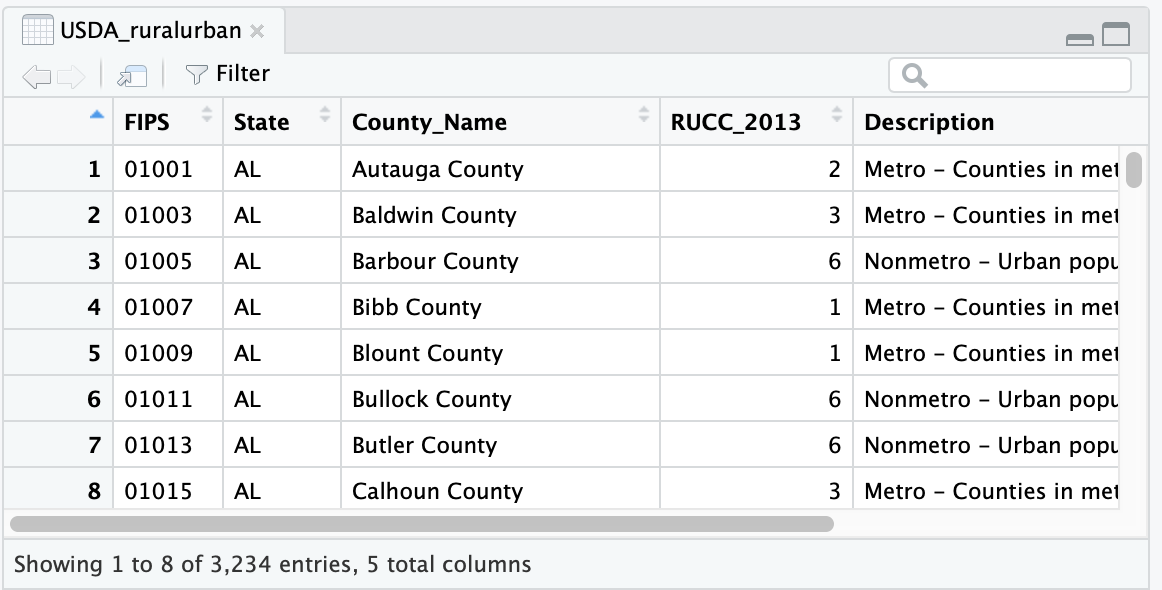 USDA_ruralurban
Filter
FIPS State County_Name RUCC_2013 Description
1 01001 AL Autauga County 2 Metro – Counties in met
2 01003 AL Baldwin County 3 Metro – Counties in met
3 01005 AL Barbour County 6 Nonmetro – Urban popu
4 01007 AL Bibb County 1 Metro – Counties in met
5 01009 AL Blount County 1 Metro – Counties in met
6 01011 AL Bullock County 6 Nonmetro – Urban popu
7 01013 AL Butler County 6 Nonmetro – Urban popu
8 01015 AL Calhoun County 3 Metro – Counties in met
Showing 1 to 8 of 3,234 entries, 5 total columns